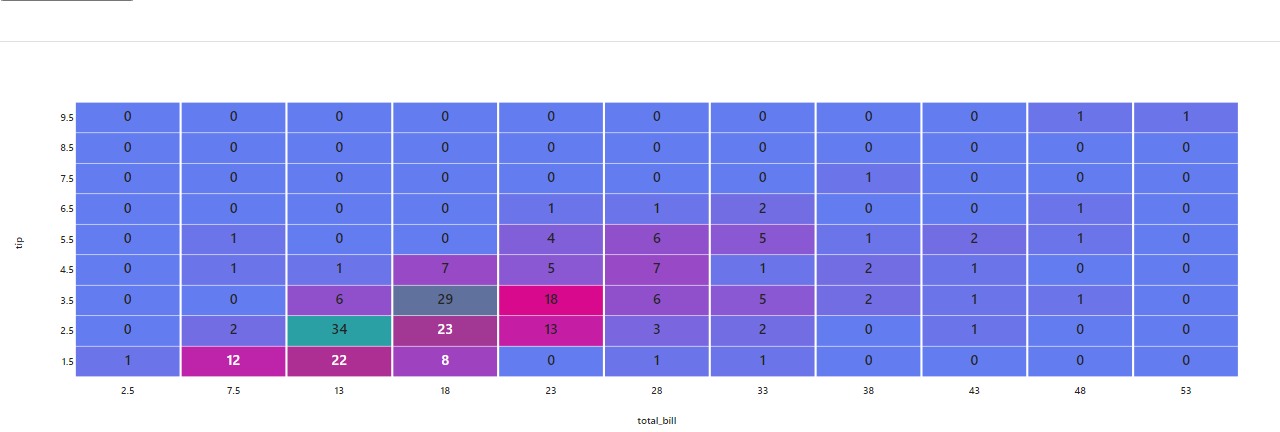 9.5 0 0 0 0 0 0 0 0 0 1 1
8.5 0 0 0 0 0 0 0 0 0 0 0
7.5 0 0 0 0 0 0 0 1 0 0 0
6.5 0 0 0 0 1 1 2 0 0 1 0
tip
5.5 0 1 0 0 4 6 5 1 2 1 0
4.5 0 1 1 7 5 7 1 2 1 0 0
3.5 0 0 6 29 18 6 5 2 1 1 0
2.5 0 2 34 23 13 3 2 0 1 0 0
1.5 1 12 22 8 0 1 1 0 0 0 0
2.5 7.5 13 18 23 28 33 38 43 48 53
total_bill